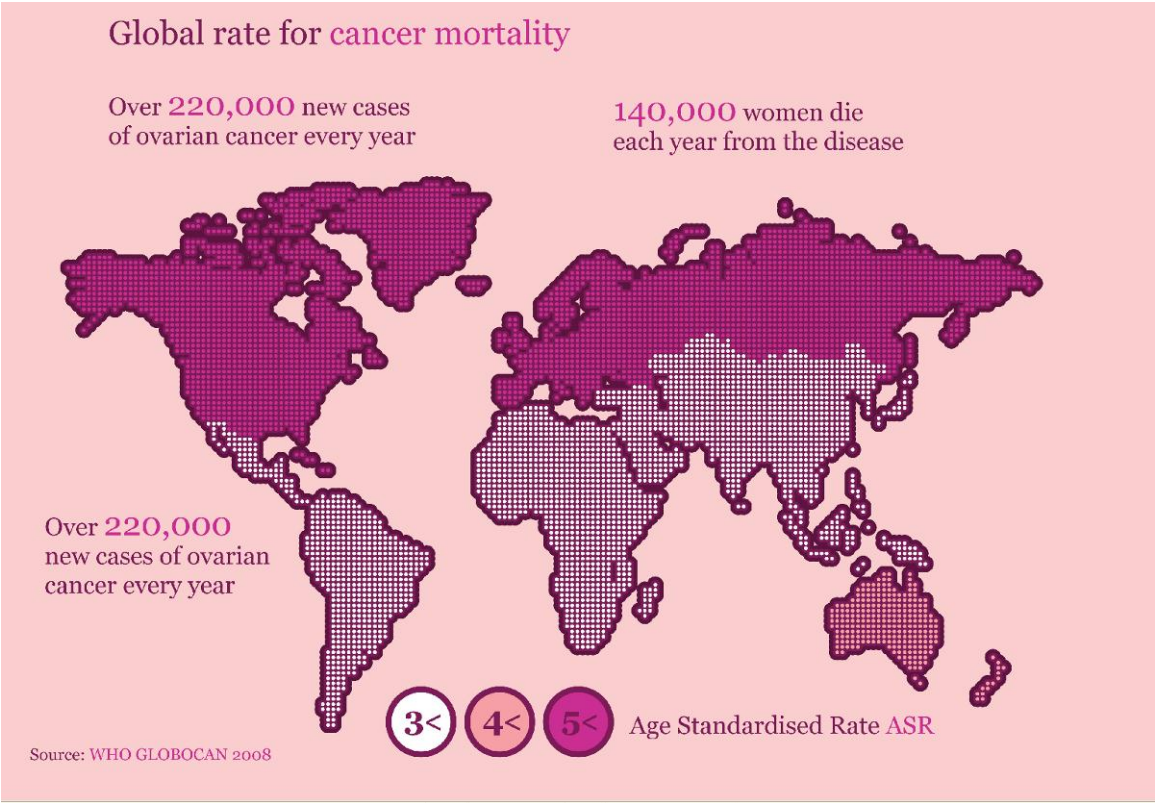 Global rate for cancer mortality
Over 220,000 new cases
of ovarian cancer every year
140,000 women die
each year from the disease
Over 220,000
new cases of ovarian
cancer every year
3<
4<
5<
Age Standardised Rate ASR
Source: WHO GLOBOCAN 2008